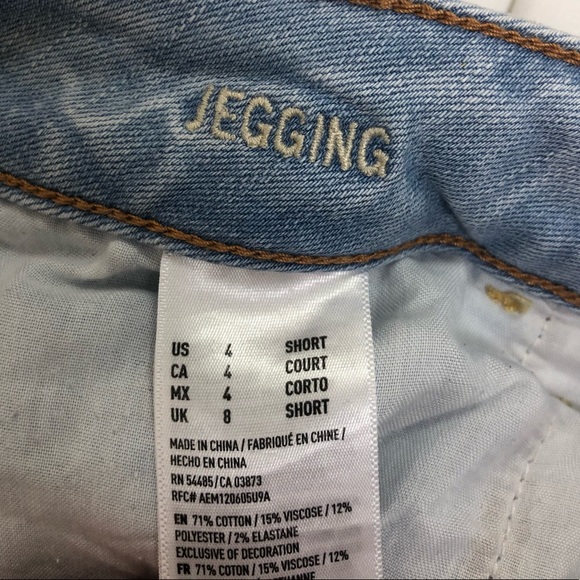 JEGGING
US 4 SHORT
CA 4 COURT
MX 4 CORTO
UK 8 SHORT
MADE IN CHINA / FABRIQUÉ EN CHINE /
HECHO EN CHINA
RN 54485 / CA 03873
RFC# AEM120605U9A
EN 71% COTTON / 15% VISCOSE / 12%
POLYESTER / 2% ELASTANE
EXCLUSIVE OF DECORATION
FR 71% COTON / 15% VISCOSE / 12%